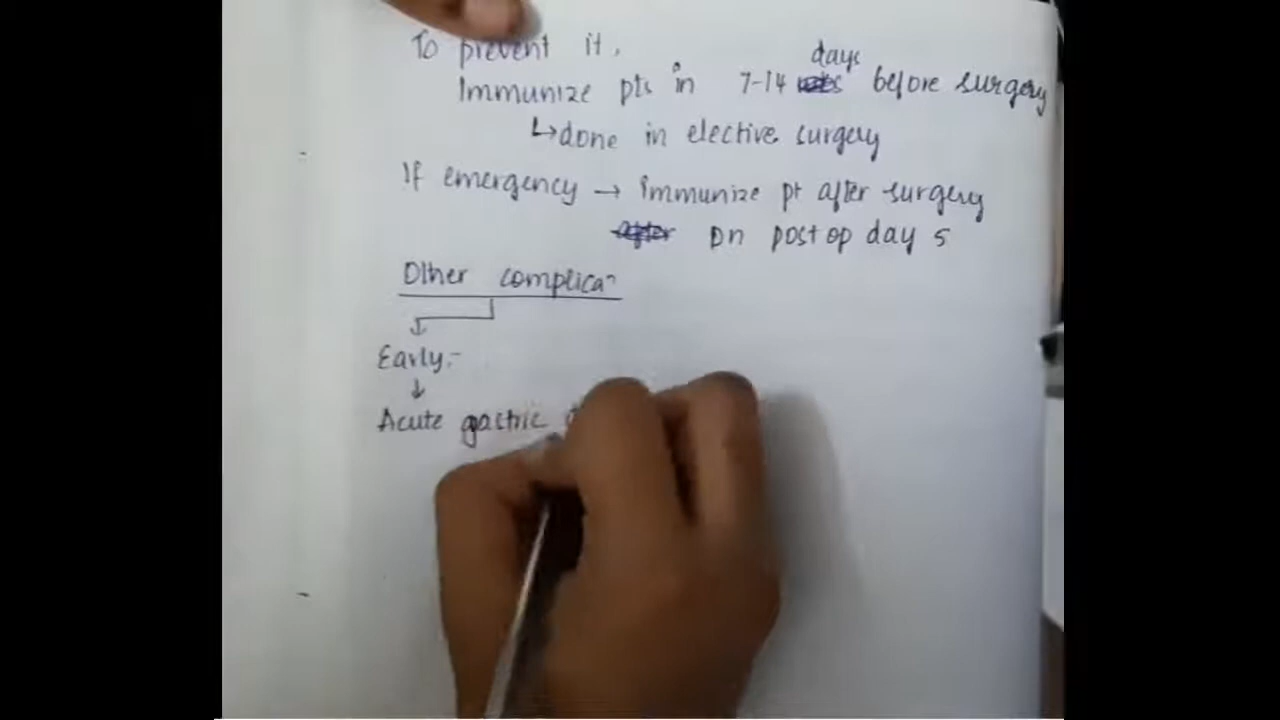 To prevent it,
days
Immunize pts in 7-14 before surgery
↳done in elective surgery
If emergency → immunize pt after surgery
after on post op day 5
Other complica
Early:-
↓
Acute gastric